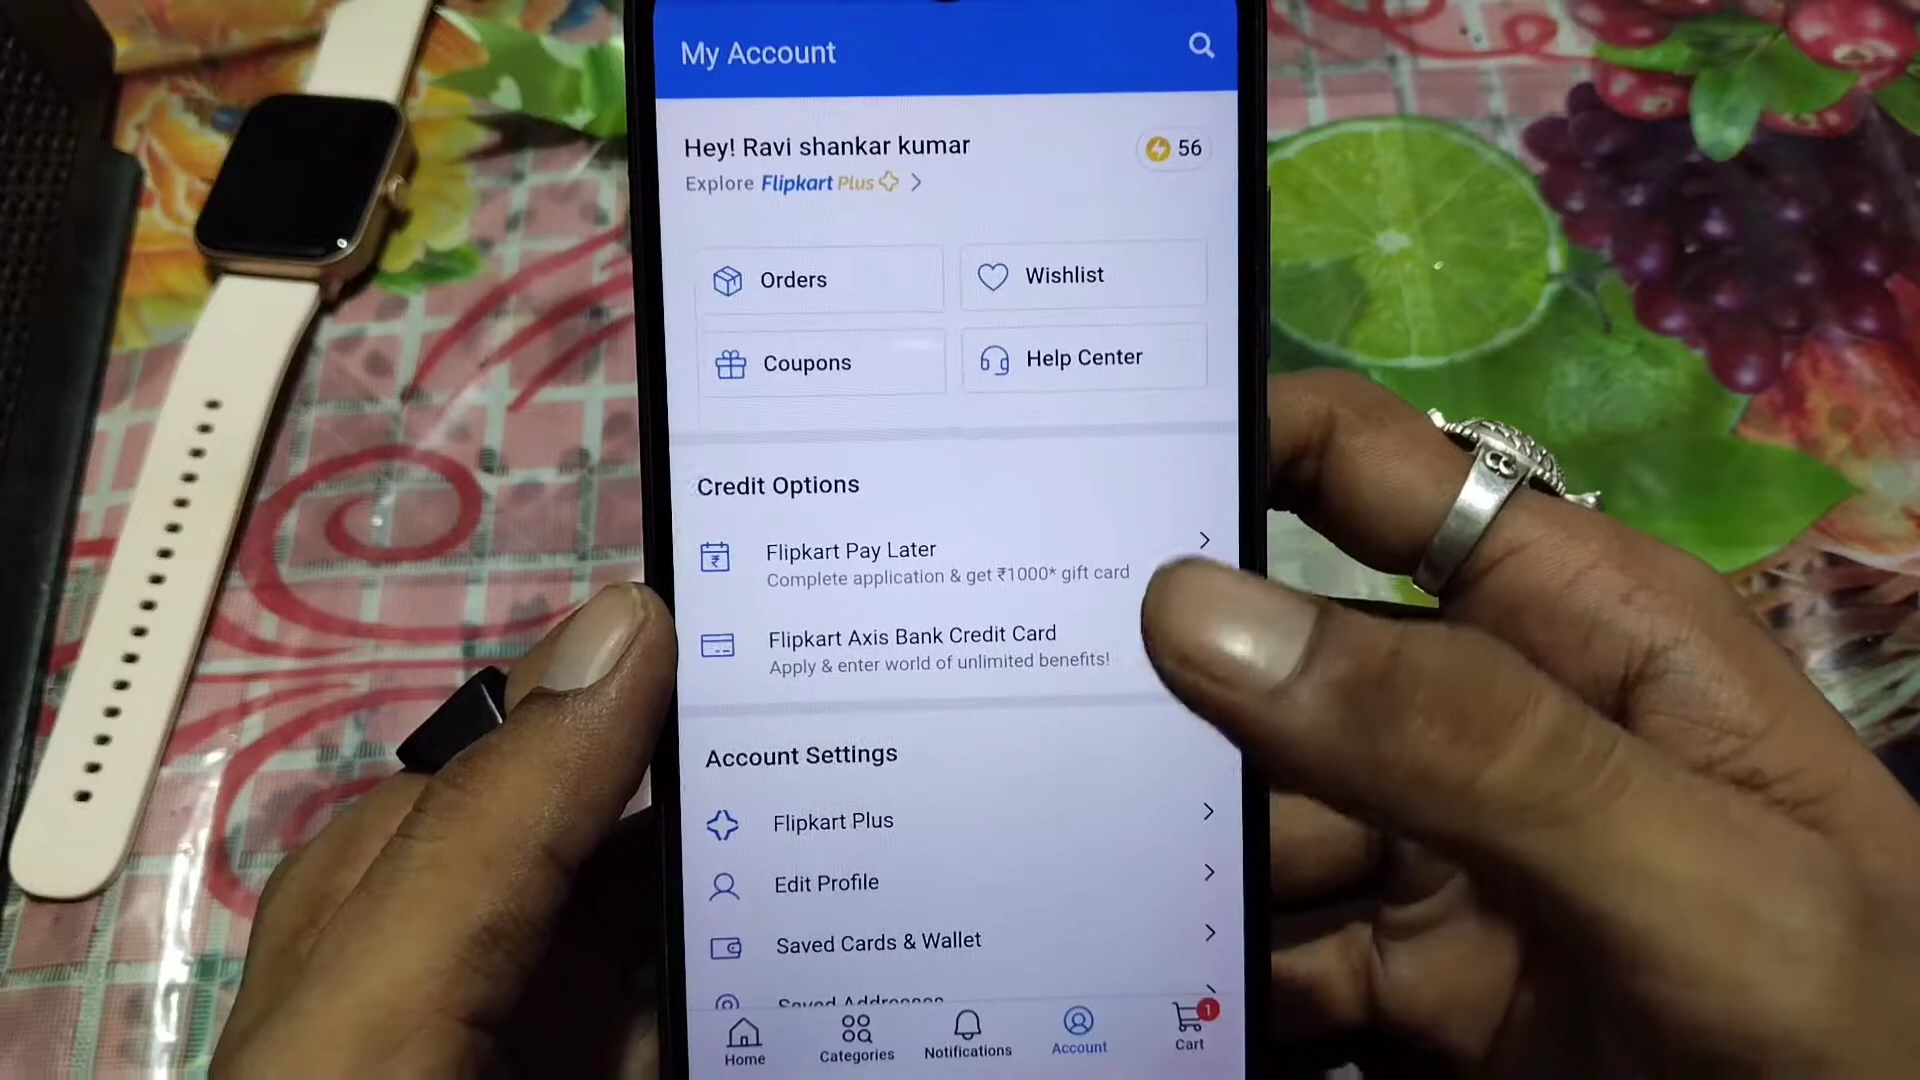 My Account
Hey! Ravi shankar kumar
56
Explore Flipkart Plus
Orders
Wishlist
Coupons
Help Center
Credit Options
Flipkart Pay Later
Complete application & get ₹1000* gift card
Flipkart Axis Bank Credit Card
Apply & enter world of unlimited benefits!
Account Settings
Flipkart Plus
Edit Profile
Saved Cards & Wallet
Saved Addresses
1
Home
Categories
Notifications
Account
Cart